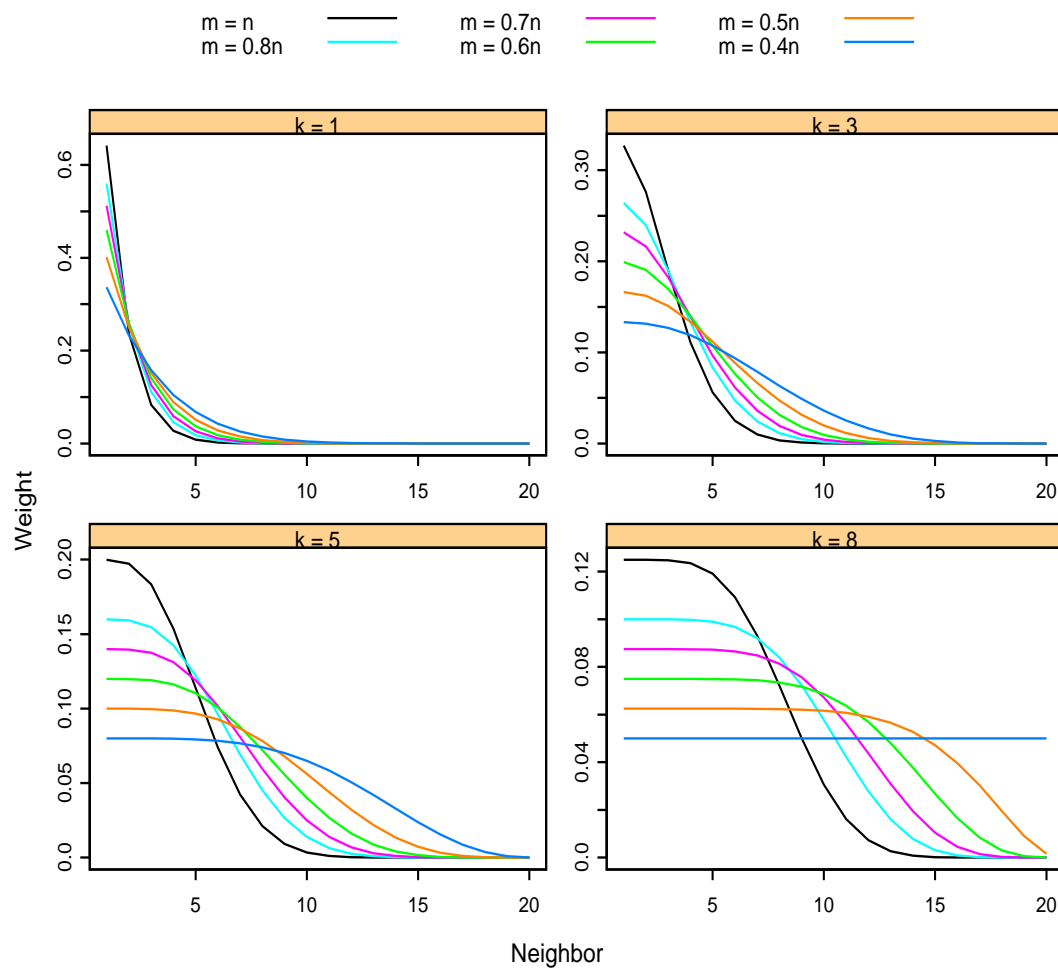 m = n m = 0.7n m = 0.5n
m = 0.8n m = 0.6n m = 0.4n
k = 1
k = 3
0.6
0.4
0.2
0.0
5 10 15 20
0.30
0.20
0.10
0.00
5 10 15 20
Weight
k = 5
k = 8
0.20
0.15
0.10
0.05
0.0
5 10 15 20
0.12
0.08
0.04
0.0
5 10 15 20
Neighbor